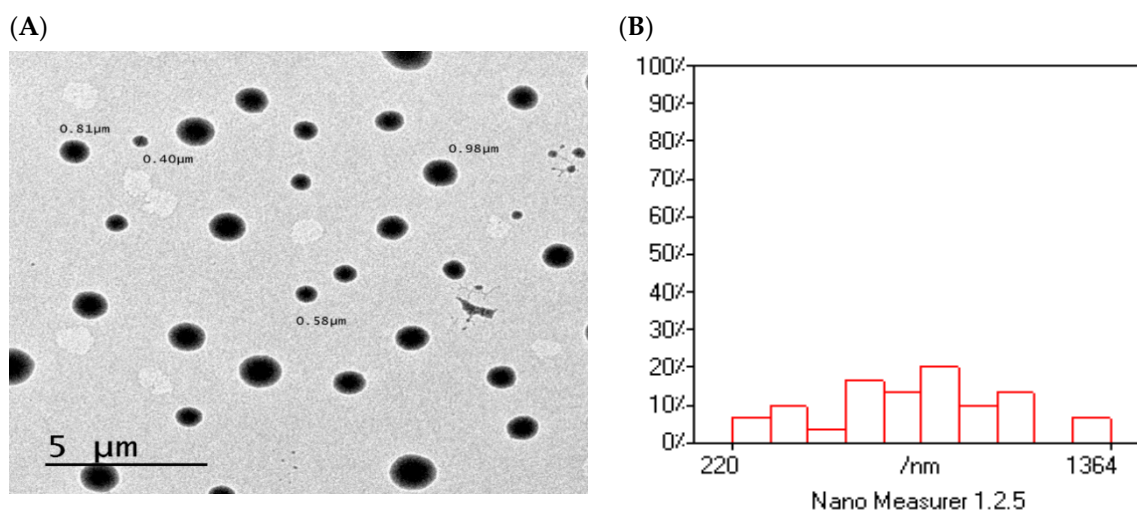 (A)
0.81µm
0.40µm
0.98µm
0.58µm
5 µm
(B)
100%
90%
80%
70%
60%
50%
40%
30%
20%
10%
0%
220 /nm 1364
Nano Measurer 1.2.5